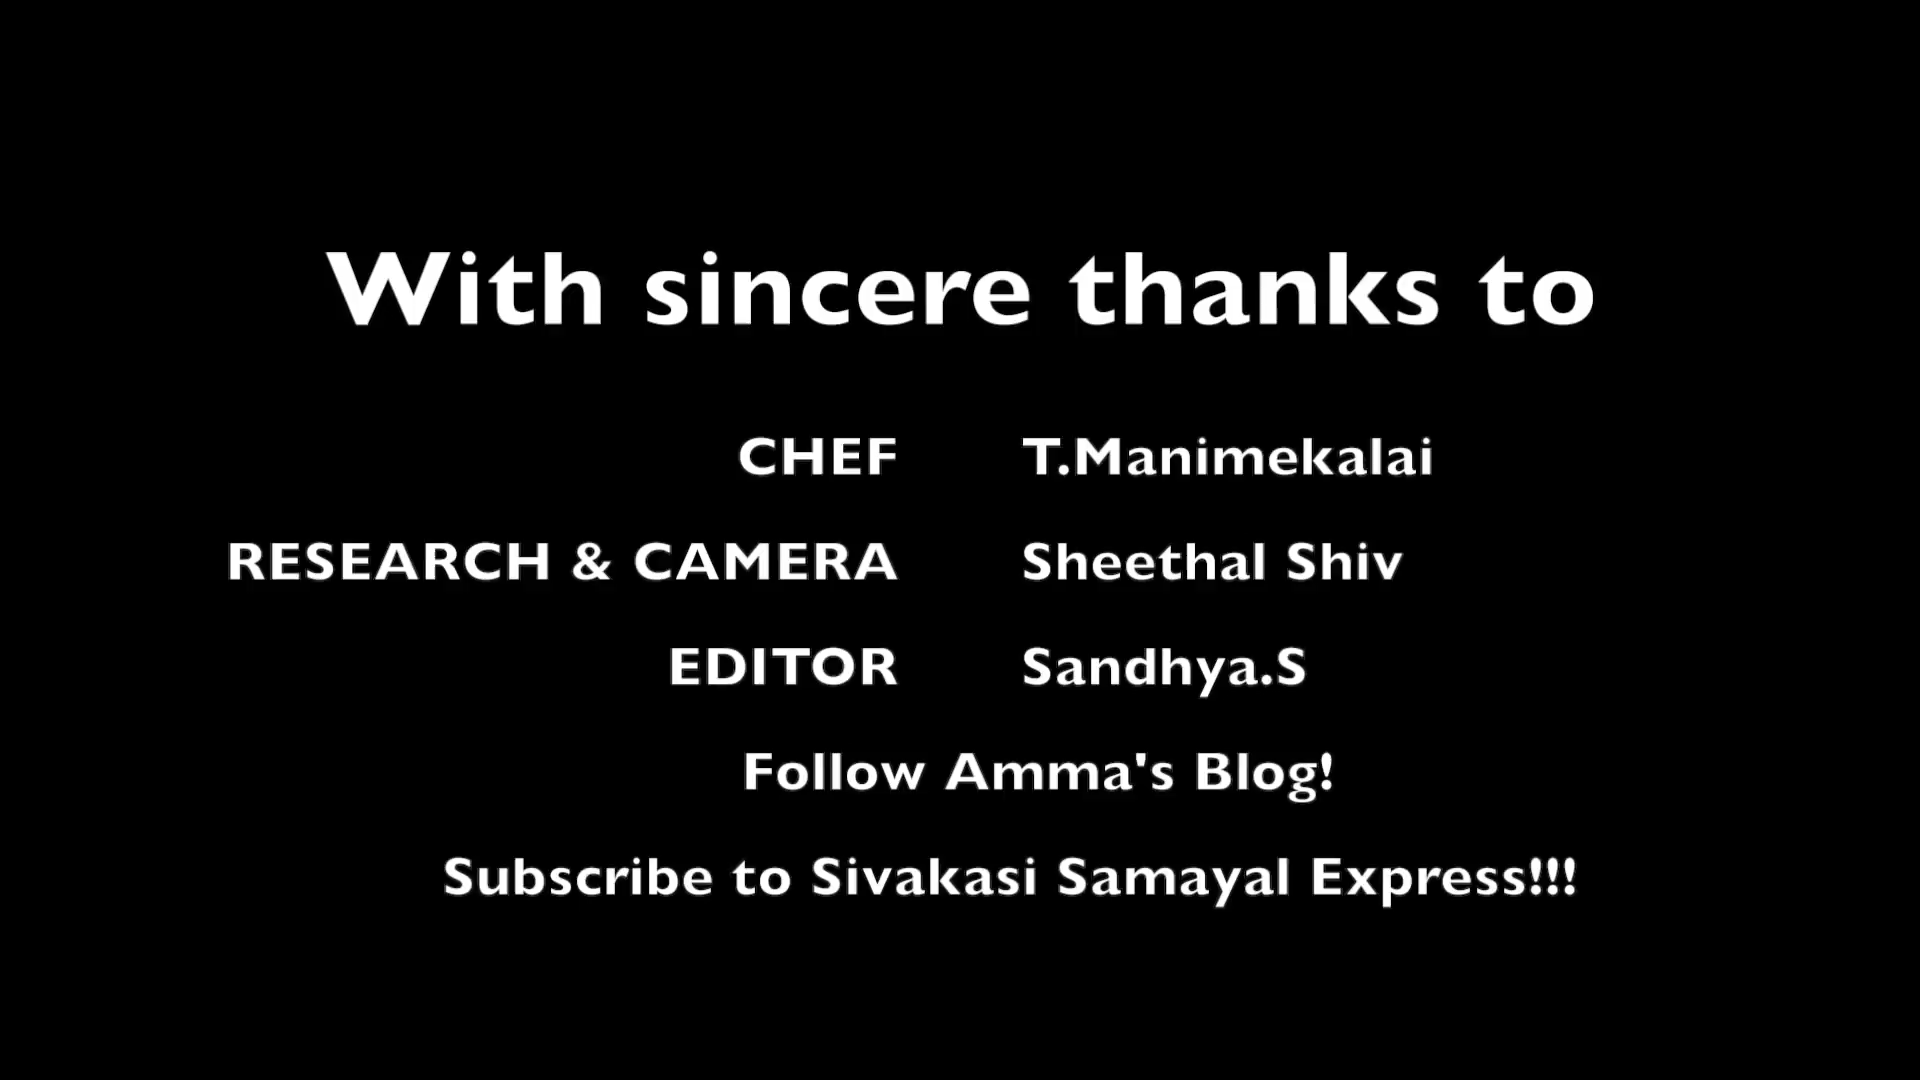 With sincere thanks to
CHEF T.Manimekalai
RESEARCH & CAMERA Sheethal Shiv
EDITOR Sandhya.S
Follow Amma's Blog!
Subscribe to Sivakasi Samayal Express!!!